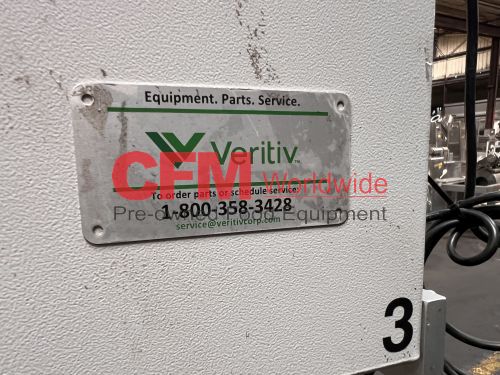 Equipment. Parts. Service.
Veritiv™
CFM Worldwide
To order parts or schedule service:
1-800-358-3428
Pre-owned Food Equipment
service@veritivcorp.com
3